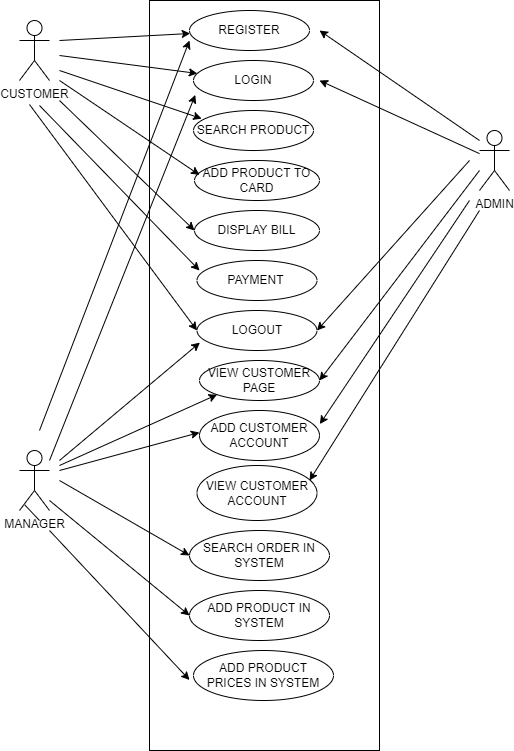 REGISTER
CUSTOMER
LOGIN
SEARCH PRODUCT
ADD PRODUCT TO
CARD
ADMIN
DISPLAY BILL
PAYMENT
LOGOUT
VIEW CUSTOMER
PAGE
ADD CUSTOMER
ACCOUNT
VIEW CUSTOMER
ACCOUNT
MANAGER
SEARCH ORDER IN
SYSTEM
ADD PRODUCT IN
SYSTEM
ADD PRODUCT
PRICES IN SYSTEM